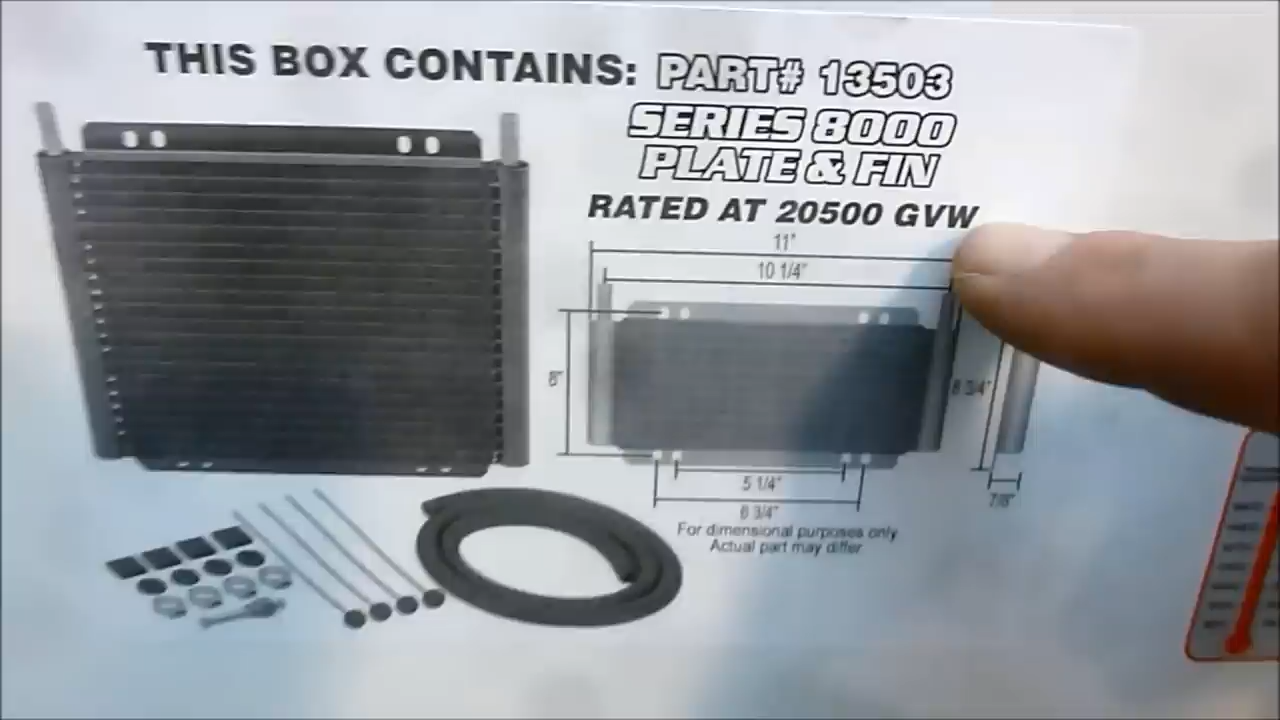 THIS BOX CONTAINS: PART# 13503
SERIES 8000
PLATE & FIN
RATED AT 20500 GVW
11"
10 1/4"
8"
8 3/4"
5 1/4"
6 3/4"
7/8"
For dimensional purposes only
Actual part may differ